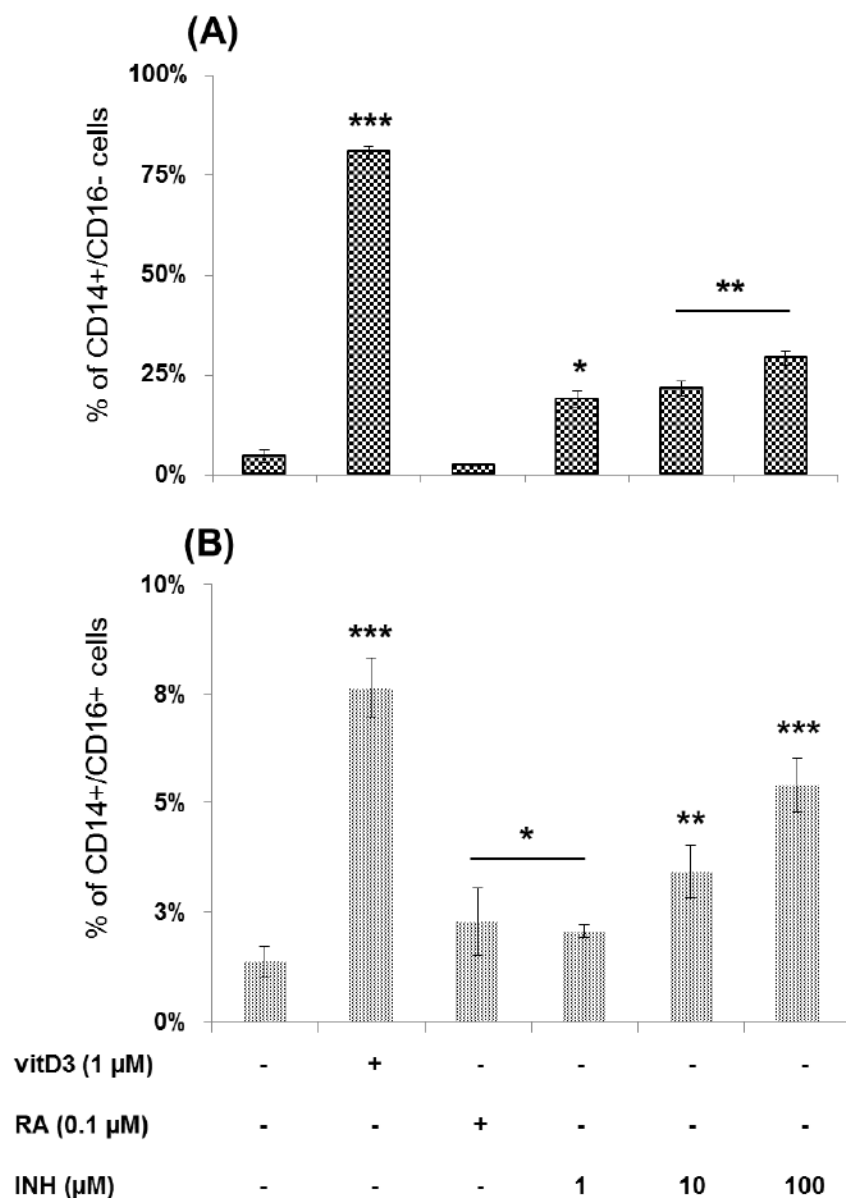 (A)
% of CD14+/CD16- cells
100%
***
75%
50%
**
25%
*
0%
(B)
% of CD14+/CD16+ cells
10%
***
8%
***
5%
**
*
3%
0%
vitD3 (1 µM) - + - - - -
RA (0.1 µM) - - + - - -
INH (µM) - - - 1 10 100